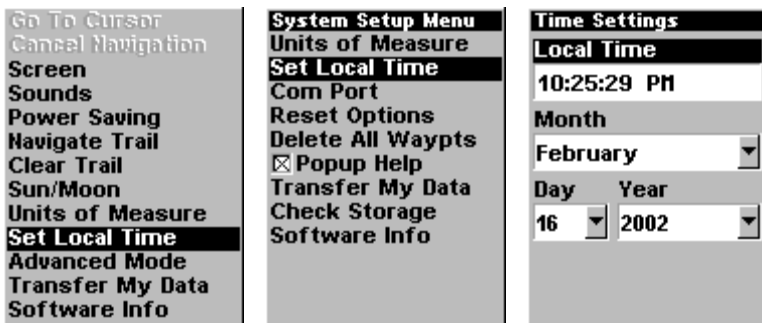 Go To Cursor
Cancel Navigation
Screen
Sounds
Power Saving
Navigate Trail
Clear Trail
Sun/Moon
Units of Measure
Set Local Time
Advanced Mode
Transfer My Data
Software Info
System Setup Menu
Units of Measure
Set Local Time
Com Port
Reset Options
Delete All Waypts
Popup Help
Transfer My Data
Check Storage
Software Info
Time Settings
Local Time
10:25:29 PM
Month
February
Day Year
16 2002